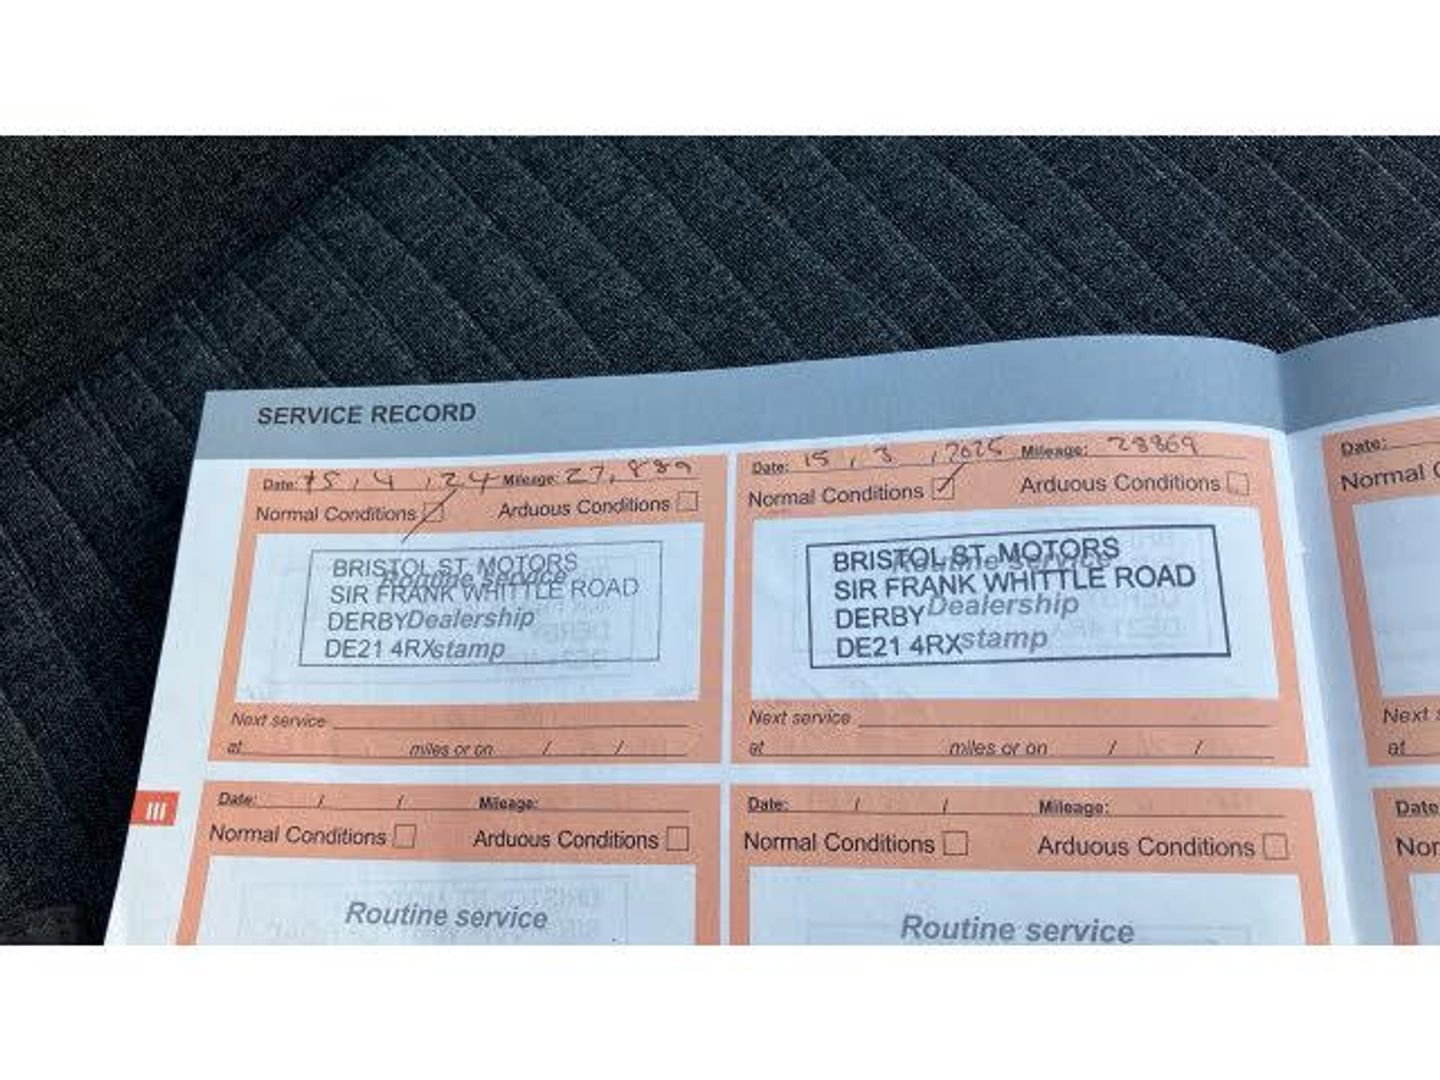 SERVICE RECORD
Date: 15 / 4 / 24 Mileage: 27,889
Normal Conditions Arduous Conditions
BRISTOL ST. MOTORS
Routine service
SIR FRANK WHITTLE ROAD
DERBY Dealership
DE21 4RX stamp
Next service
at miles or on / /
Date: 15 / 3 / 2025 Mileage: 28869
Normal Conditions Arduous Conditions
BRISTOL ST. MOTORS
Routine service
SIR FRANK WHITTLE ROAD
DERBY Dealership
DE21 4RX stamp
Next service
at miles or on / /
Date:
Normal
Next
at
III
Date: / / Mileage:
Normal Conditions Arduous Conditions
Routine service
Date: / / Mileage:
Normal Conditions Arduous Conditions
Routine service
Date
Nor